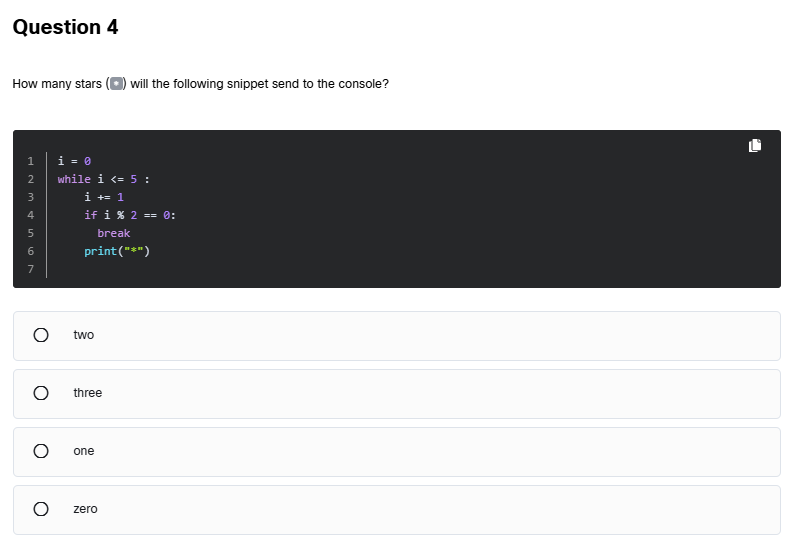 Question 4
How many stars (*) will the following snippet send to the console?
1 i = 0
2 while i <= 5 :
3     i += 1
4     if i % 2 == 0:
5       break
6     print("*")
7
two
three
one
zero